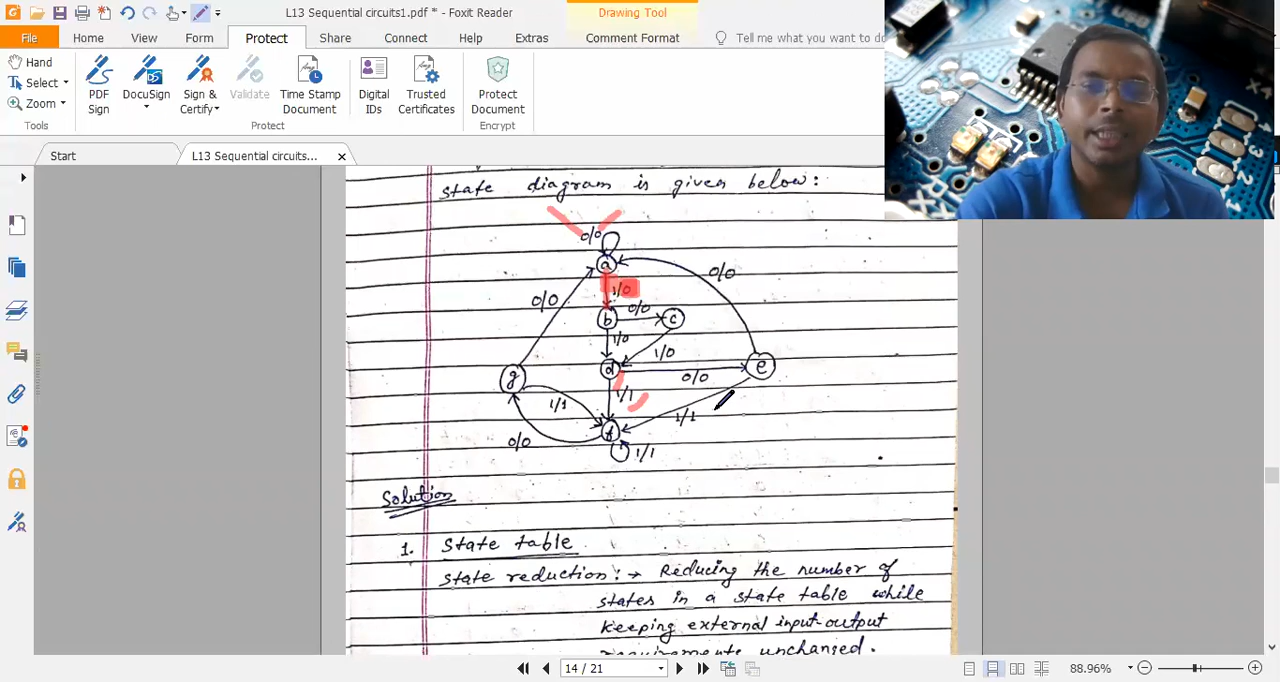 L13 Sequential circuits1.pdf * - Foxit Reader
Drawing Tool
File Home View Form Protect Share Connect Help Extras Comment Format Tell me what you want to do
Hand
Select
Zoom
Tools
PDF Sign
DocuSign
Sign & Certify
Validate
Time Stamp Document
Digital IDs
Trusted Certificates
Protect
Protect Document
Encrypt
Start
L13 Sequential circuits...
State diagram is given below:
0/0
a
0/0
0/0
1/0
0/0
b
c
1/0
1/0
d
e
g
0/0
1/1
1/1
1/1
f
0/0
1/1
Solution
1. State table
State reduction: → Reducing the number of
states in a state table while
keeping external input-output
requirements unchanged.
14 / 21
88.96%